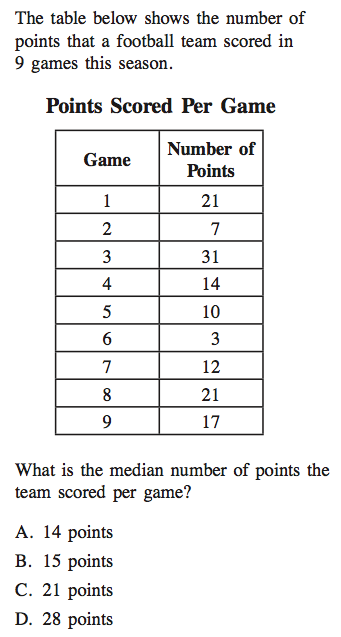 The table below shows the number of
points that a football team scored in
9 games this season.
Points Scored Per Game
Game Number of
Points
1 21
2 7
3 31
4 14
5 10
6 3
7 12
8 21
9 17
What is the median number of points the
team scored per game?
A. 14 points
B. 15 points
C. 21 points
D. 28 points